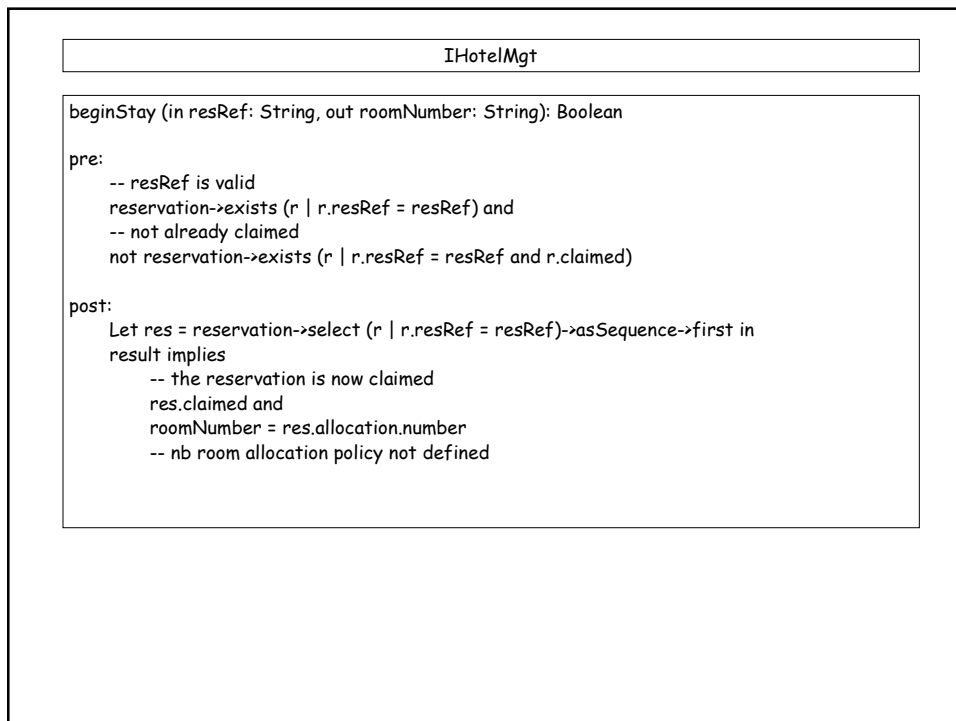 IHotelMgt
beginStay (in resRef: String, out roomNumber: String): Boolean
pre:
-- resRef is valid
reservation->exists (r | r.resRef = resRef) and
-- not already claimed
not reservation->exists (r | r.resRef = resRef and r.claimed)
post:
Let res = reservation->select (r | r.resRef = resRef)->asSequence->first in
result implies
-- the reservation is now claimed
res.claimed and
roomNumber = res.allocation.number
-- nb room allocation policy not defined